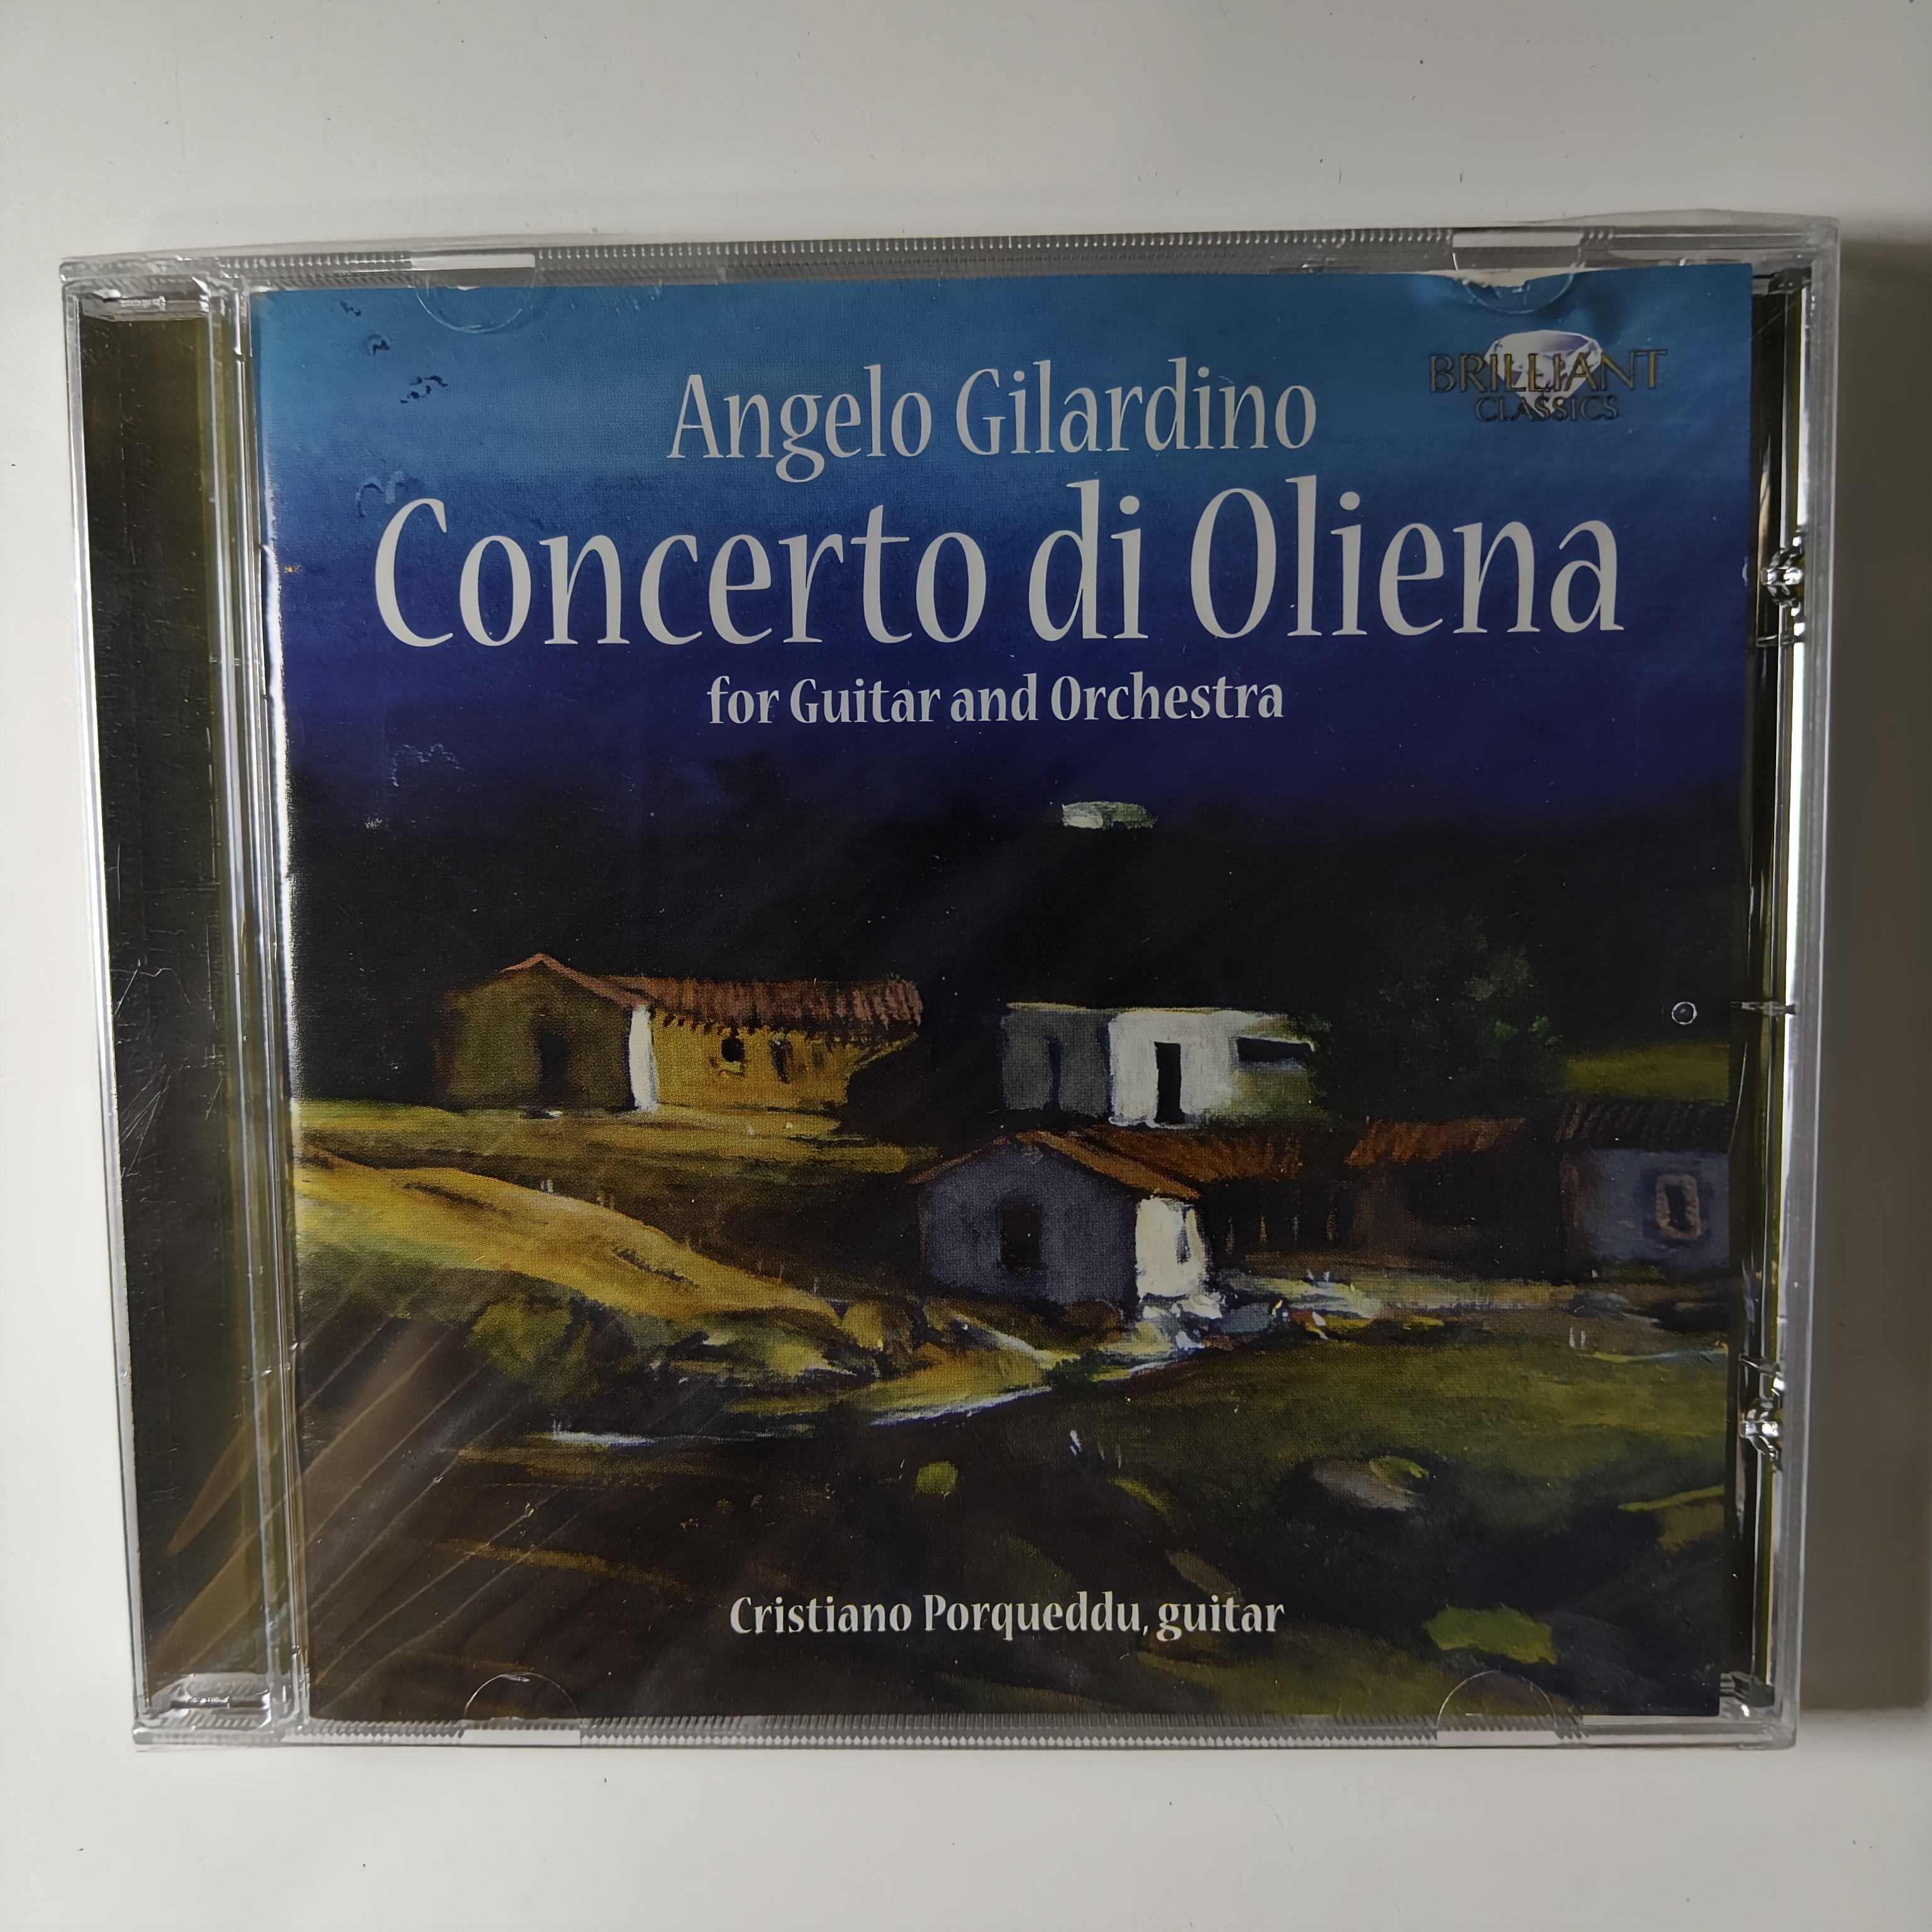 Angelo Gilardino
BRILLIANT
CLASSICS
Concerto di Oliena
for Guitar and Orchestra
Cristiano Porqueddu, guitar